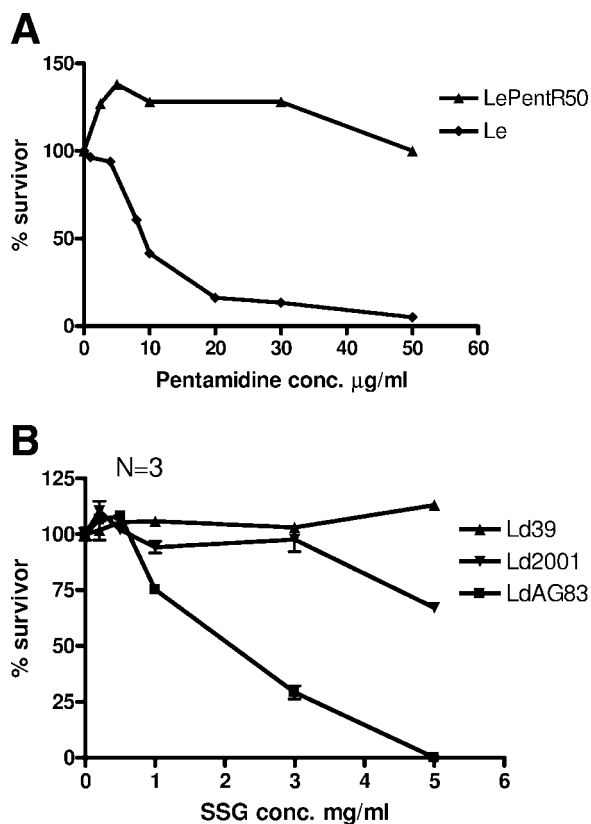 A
150
100
50
0
% survivor
0 10 20 30 40 50 60
Pentamidine conc. μg/ml
LePentR50
Le
B
N=3
125
100
75
50
25
0
% survivor
0 1 2 3 4 5 6
SSG conc. mg/ml
Ld39
Ld2001
LdAG83